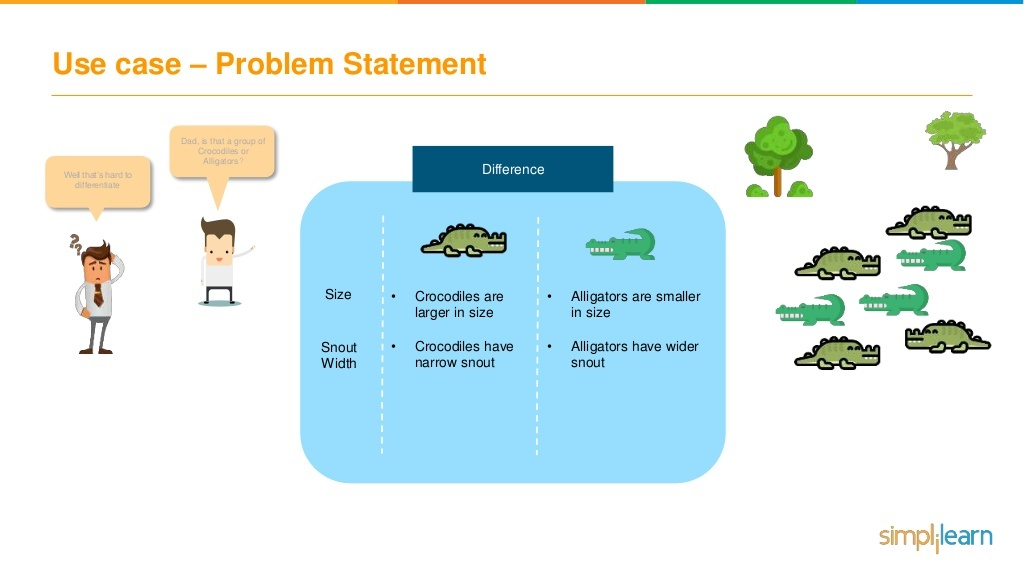 Use case – Problem Statement
Dad, is that a group of
Crocodiles or
Alligators?
Well that's hard to
differentiate
Difference
Size
• Crocodiles are
larger in size
• Alligators are smaller
in size
Snout
Width
• Crocodiles have
narrow snout
• Alligators have wider
snout
??
simplilearn